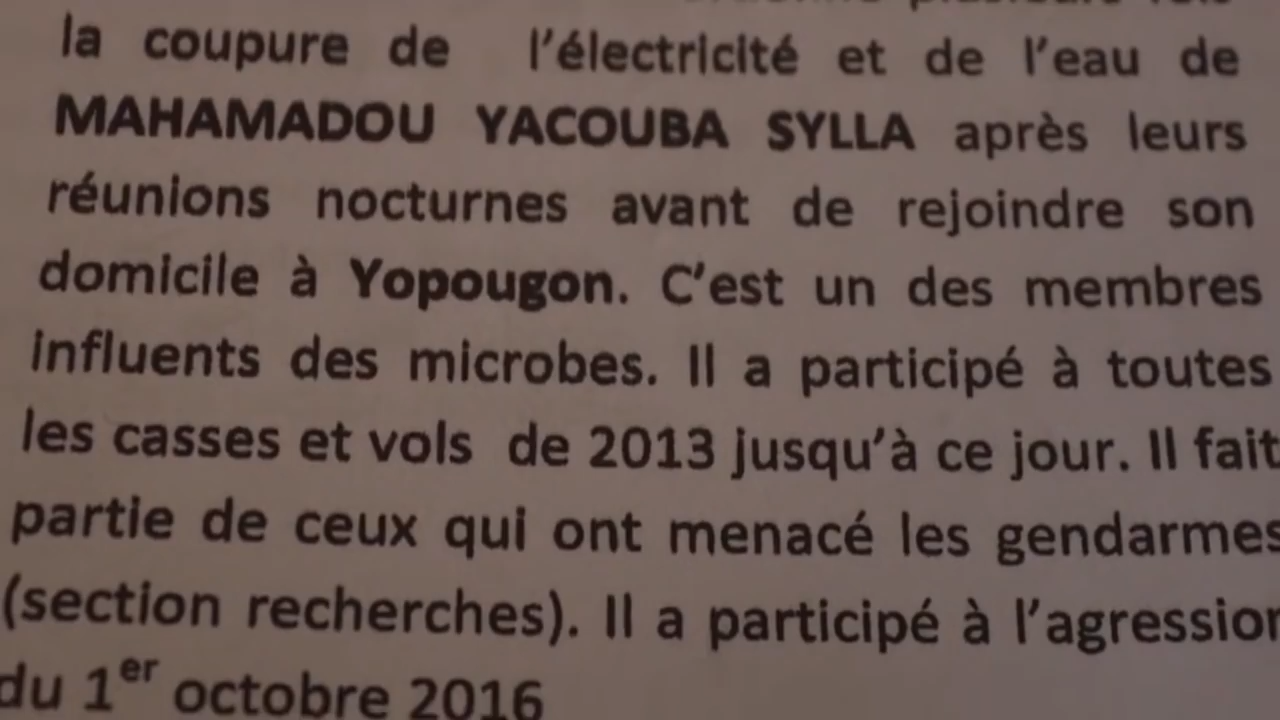 la coupure de l'électricité et de l'eau de
MAHAMADOU YACOUBA SYLLA après leurs
réunions nocturnes avant de rejoindre son
domicile à Yopougon. C'est un des membres
influents des microbes. Il a participé à toutes
les casses et vols de 2013 jusqu'à ce jour. Il fait
partie de ceux qui ont menacé les gendarmes
(section recherches). Il a participé à l'agression
du 1er octobre 2016